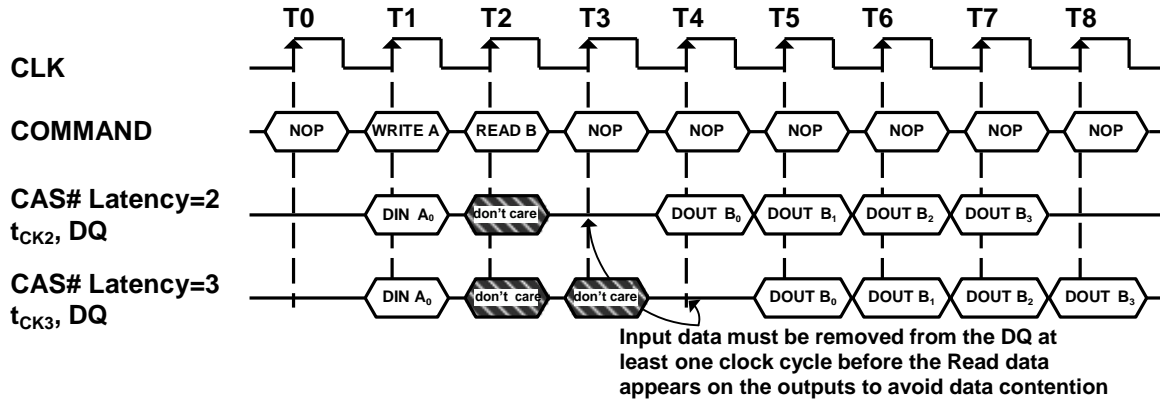 T0 T1 T2 T3 T4 T5 T6 T7 T8
CLK
COMMAND NOP WRITE A READ B NOP NOP NOP NOP NOP NOP
CAS# Latency=2
tCK2, DQ
DIN A0 don't care DOUT B0 DOUT B1 DOUT B2 DOUT B3
CAS# Latency=3
tCK3, DQ
DIN A0 don't care don't care DOUT B0 DOUT B1 DOUT B2 DOUT B3
Input data must be removed from the DQ at
least one clock cycle before the Read data
appears on the outputs to avoid data contention